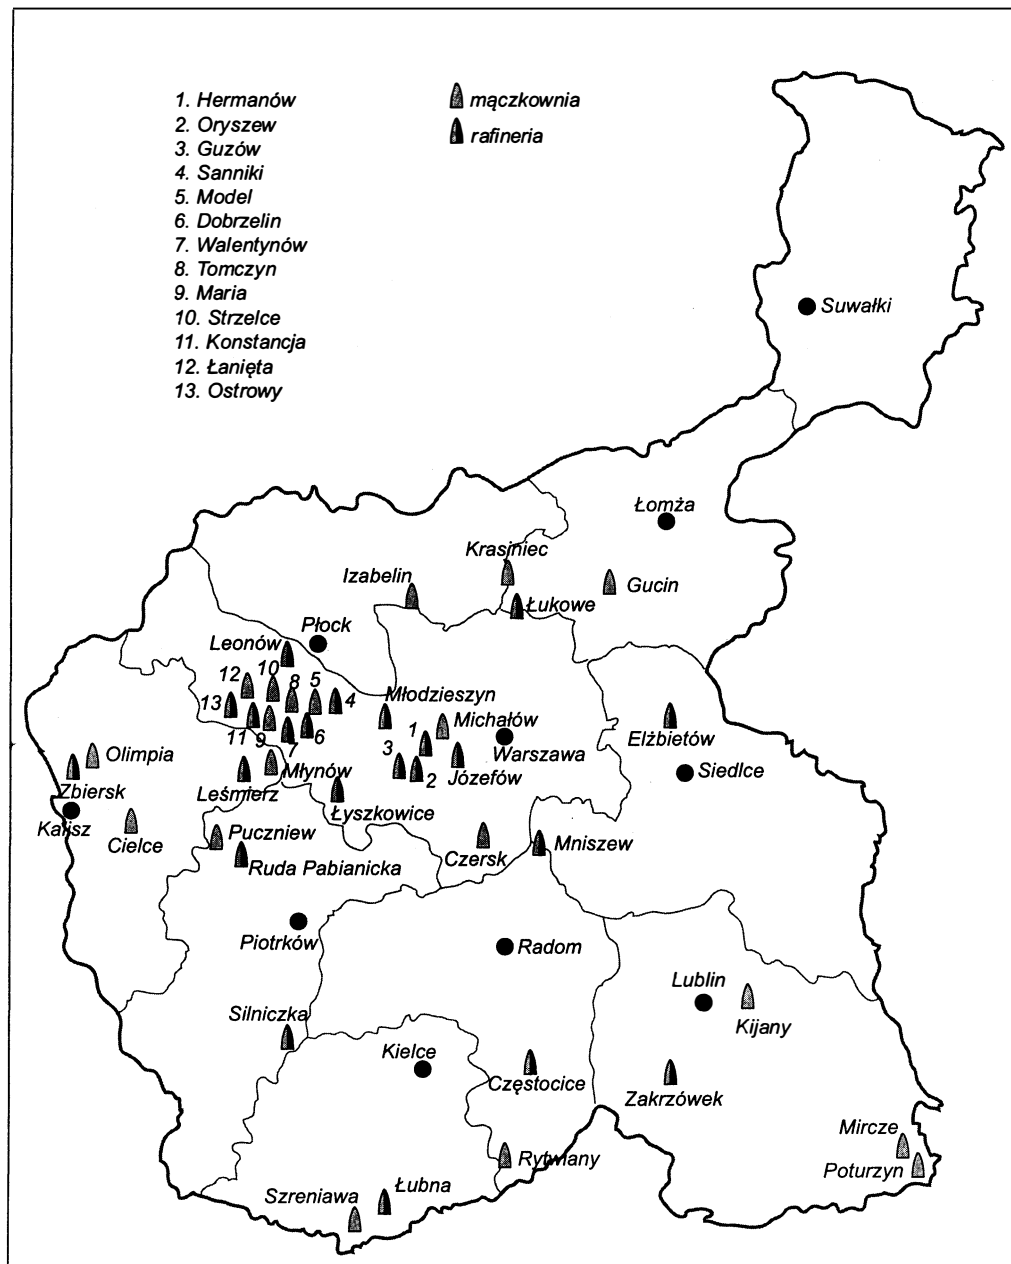 1. Hermanów
2. Oryszew
3. Guzów
4. Sanniki
5. Model
6. Dobrzelin
7. Walentynów
8. Tomczyn
9. Maria
10. Strzelce
11. Konstancja
12. Łanięta
13. Ostrowy
mączkownia
rafineria
Suwałki
Łomża
Krasiniec
Izabelin
Gucin
Łukowe
Płock
Leonów
12
10
8
5
4
13
11
9
7
6
Młodzieszyn
Michałów
1
Warszawa
3
2
Józefów
Elżbietów
Siedlce
Olimpia
Zbiersk
Kalisz
Cielce
Młynów
Leśmierz
Łyszkowice
Puczniew
Ruda Pabianicka
Czersk
Mniszew
Piotrków
Radom
Lublin
Kijany
Silniczka
Kielce
Częstocice
Zakrzówek
Mircze
Poturzyn
Rytwiany
Łubna
Szreniawa